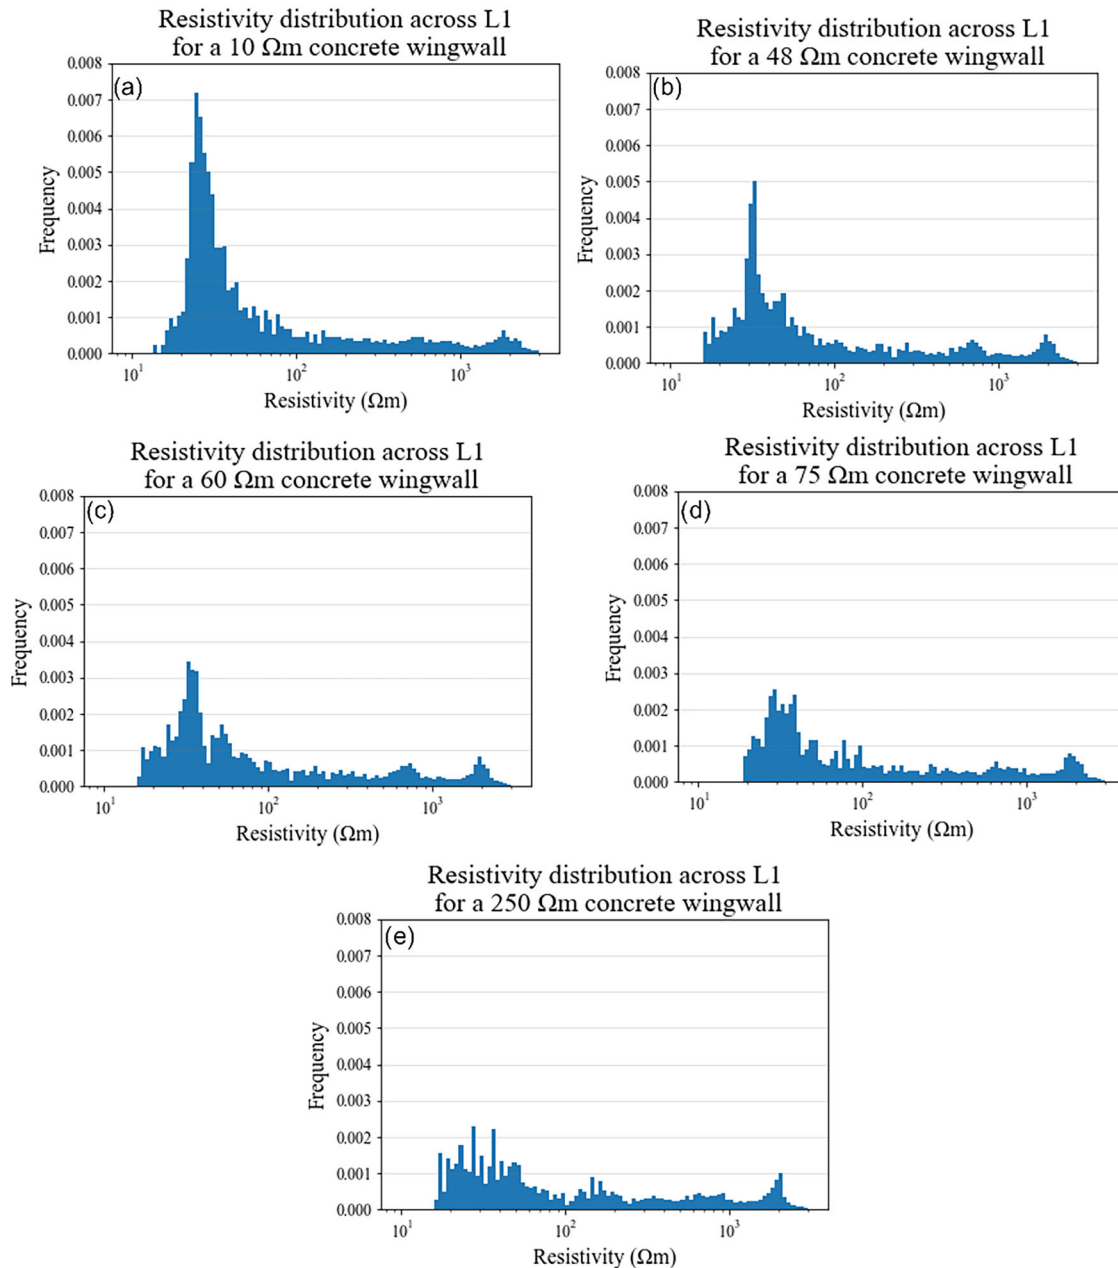 Resistivity distribution across L1
for a 10 Ωm concrete wingwall
(a)
0.008
0.007
0.006
0.005
0.004
0.003
0.002
0.001
0.000
Frequency
10¹
10²
10³
Resistivity (Ωm)
Resistivity distribution across L1
for a 48 Ωm concrete wingwall
(b)
0.008
0.007
0.006
0.005
0.004
0.003
0.002
0.001
0.000
Frequency
10¹
10²
10³
Resistivity (Ωm)
Resistivity distribution across L1
for a 60 Ωm concrete wingwall
(c)
0.008
0.007
0.006
0.005
0.004
0.003
0.002
0.001
0.000
Frequency
10¹
10²
10³
Resistivity (Ωm)
Resistivity distribution across L1
for a 75 Ωm concrete wingwall
(d)
0.008
0.007
0.006
0.005
0.004
0.003
0.002
0.001
0.000
Frequency
10¹
10²
10³
Resistivity (Ωm)
Resistivity distribution across L1
for a 250 Ωm concrete wingwall
(e)
0.008
0.007
0.006
0.005
0.004
0.003
0.002
0.001
0.000
Frequency
10¹
10²
10³
Resistivity (Ωm)